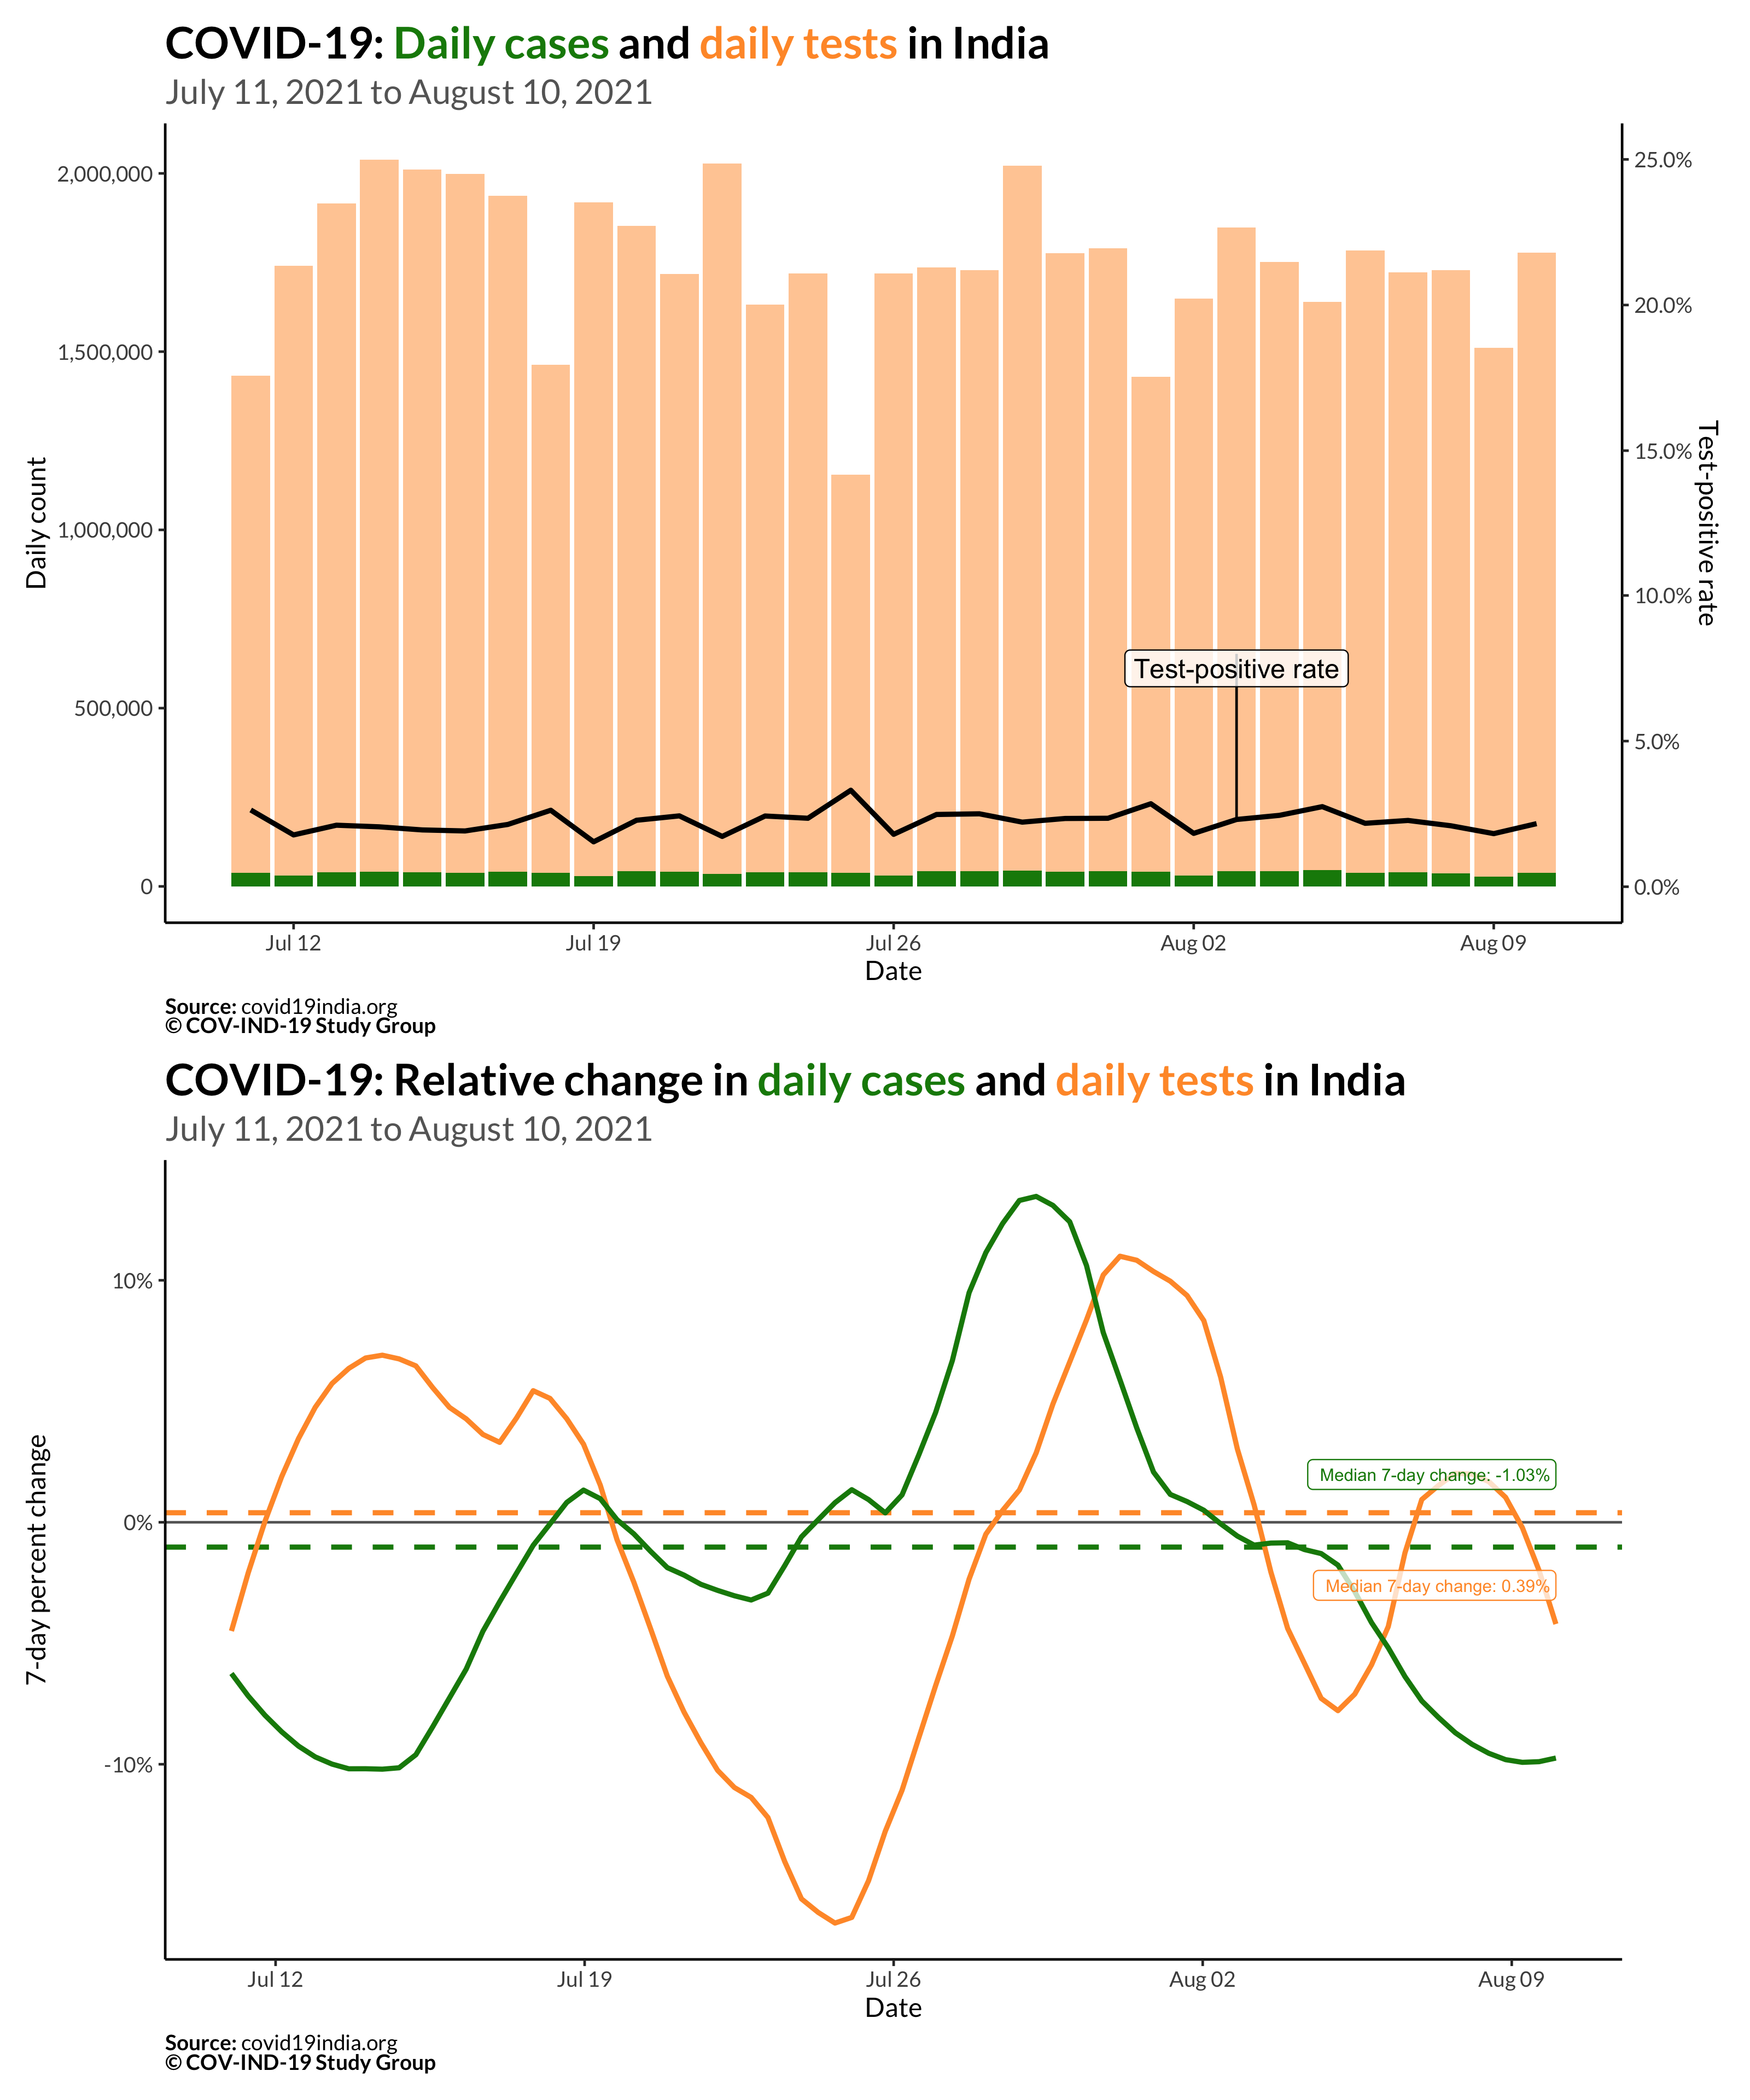 COVID-19: Daily cases and daily tests in India
July 11, 2021 to August 10, 2021
2,000,000
1,500,000
1,000,000
500,000
0
Daily count
25.0%
20.0%
15.0%
10.0%
5.0%
0.0%
Test-positive rate
Test-positive rate
Jul 12
Jul 19
Jul 26
Aug 02
Aug 09
Date
Source: covid19india.org
© COV-IND-19 Study Group
COVID-19: Relative change in daily cases and daily tests in India
July 11, 2021 to August 10, 2021
10%
0%
-10%
7-day percent change
Median 7-day change: -1.03%
Median 7-day change: 0.39%
Jul 12
Jul 19
Jul 26
Aug 02
Aug 09
Date
Source: covid19india.org
© COV-IND-19 Study Group